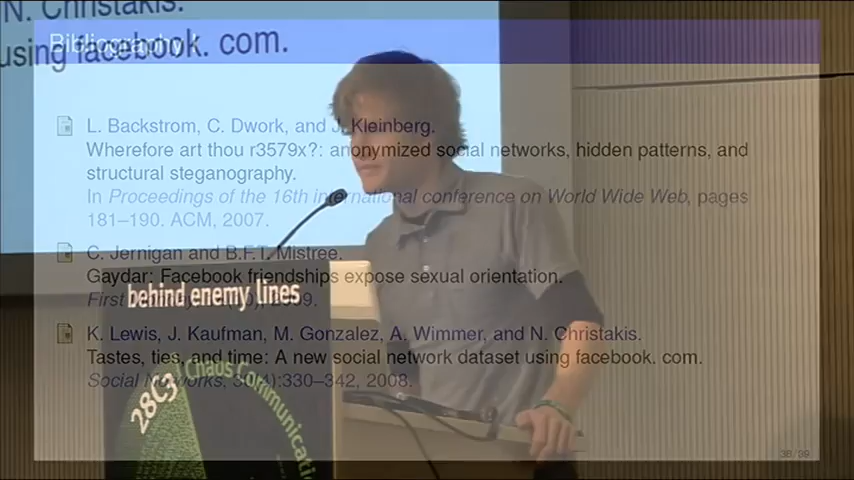 N. Christakis.
using facebook. com.
Bibliography I
L. Backstrom, C. Dwork, and J. Kleinberg.
Wherefore art thou r3579x?: anonymized social networks, hidden patterns, and
structural steganography.
In Proceedings of the 16th international conference on World Wide Web, pages
181–190. ACM, 2007.
C. Jernigan and B.F.T. Mistree.
Gaydar: Facebook friendships expose sexual orientation.
First 2009.
behind enemy lines
K. Lewis, J. Kaufman, M. Gonzalez, A. Wimmer, and N. Christakis.
Tastes, ties, and time: A new social network dataset using facebook. com.
Social Networks, 30(4):330–342, 2008.
28C3 Chaos Communicati
38/39